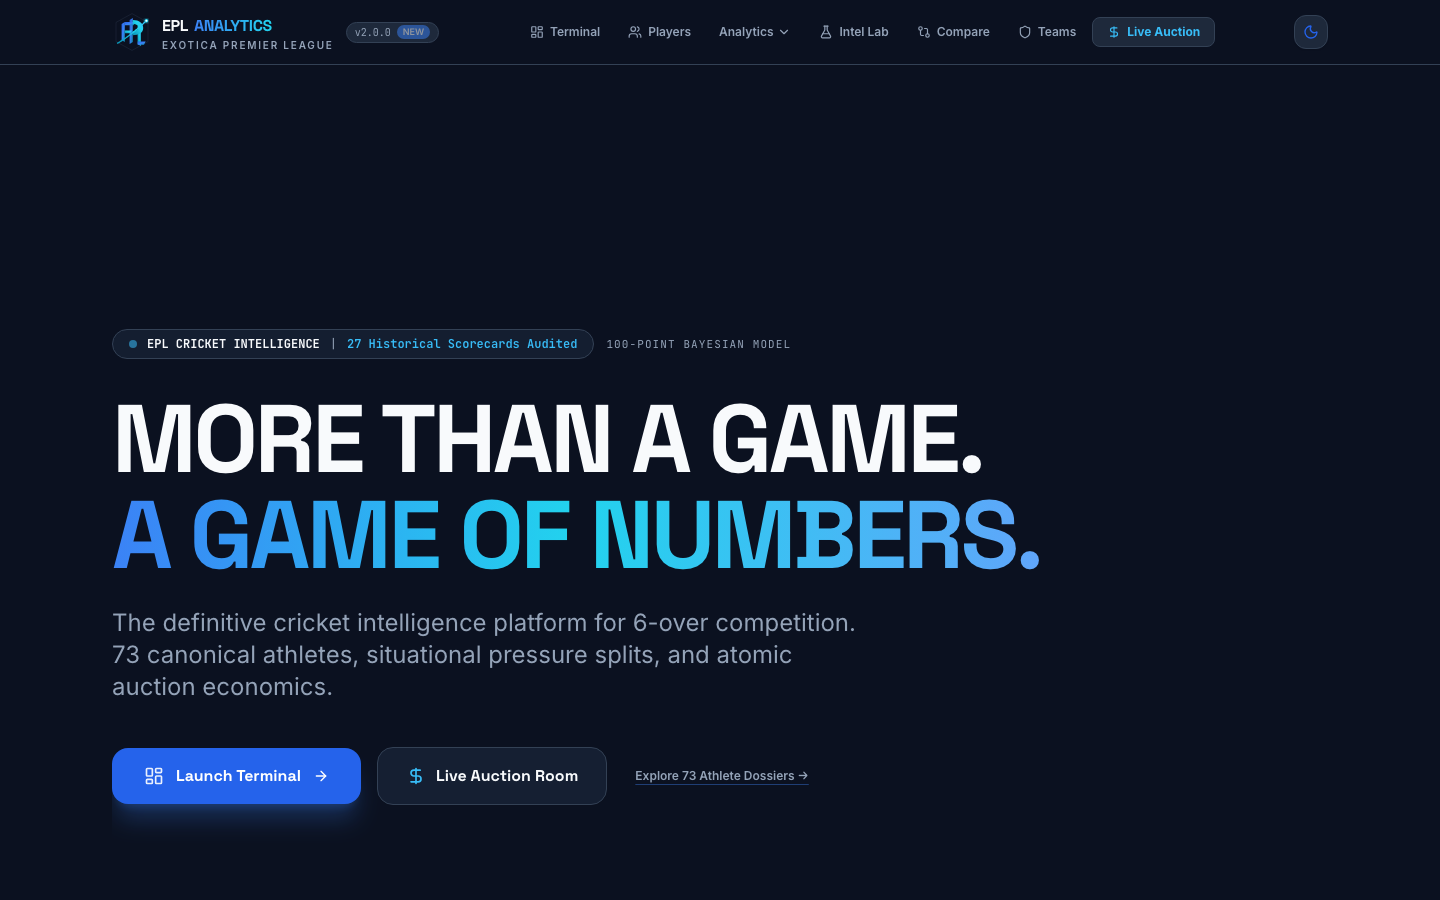 EPL ANALYTICS
EXOTICA PREMIER LEAGUE
v2.0.0 NEW
Terminal
Players
Analytics
Intel Lab
Compare
Teams
Live Auction
EPL CRICKET INTELLIGENCE | 27 Historical Scorecards Audited
100-POINT BAYESIAN MODEL
MORE THAN A GAME.
A GAME OF NUMBERS.
The definitive cricket intelligence platform for 6-over competition.
73 canonical athletes, situational pressure splits, and atomic
auction economics.
Launch Terminal →
Live Auction Room
Explore 73 Athlete Dossiers →